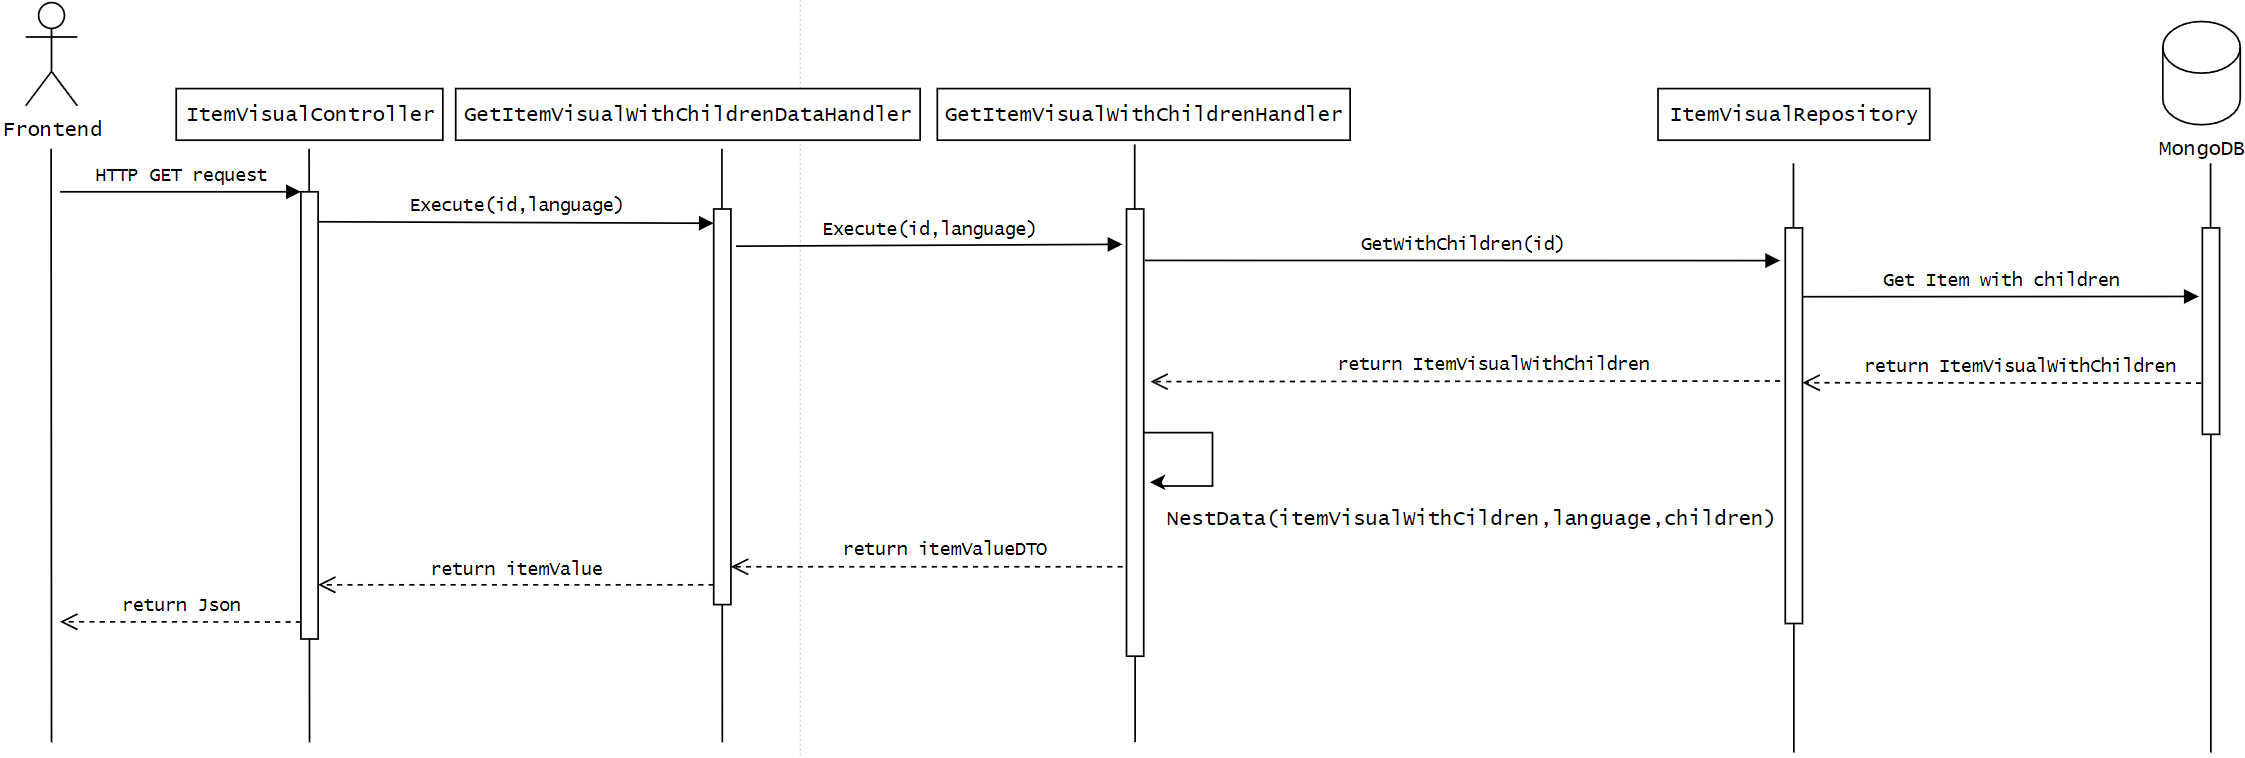 Frontend
ItemVisualController
GetItemVisualWithChildrenDataHandler
GetItemVisualWithChildrenHandler
ItemVisualRepository
MongoDB
HTTP GET request
Execute(id,language)
Execute(id,language)
GetWithChildren(id)
Get Item with children
return ItemVisualWithChildren
return ItemVisualWithChildren
NestData(itemVisualWithCildren,language,children)
return itemValueDTO
return itemValue
return Json